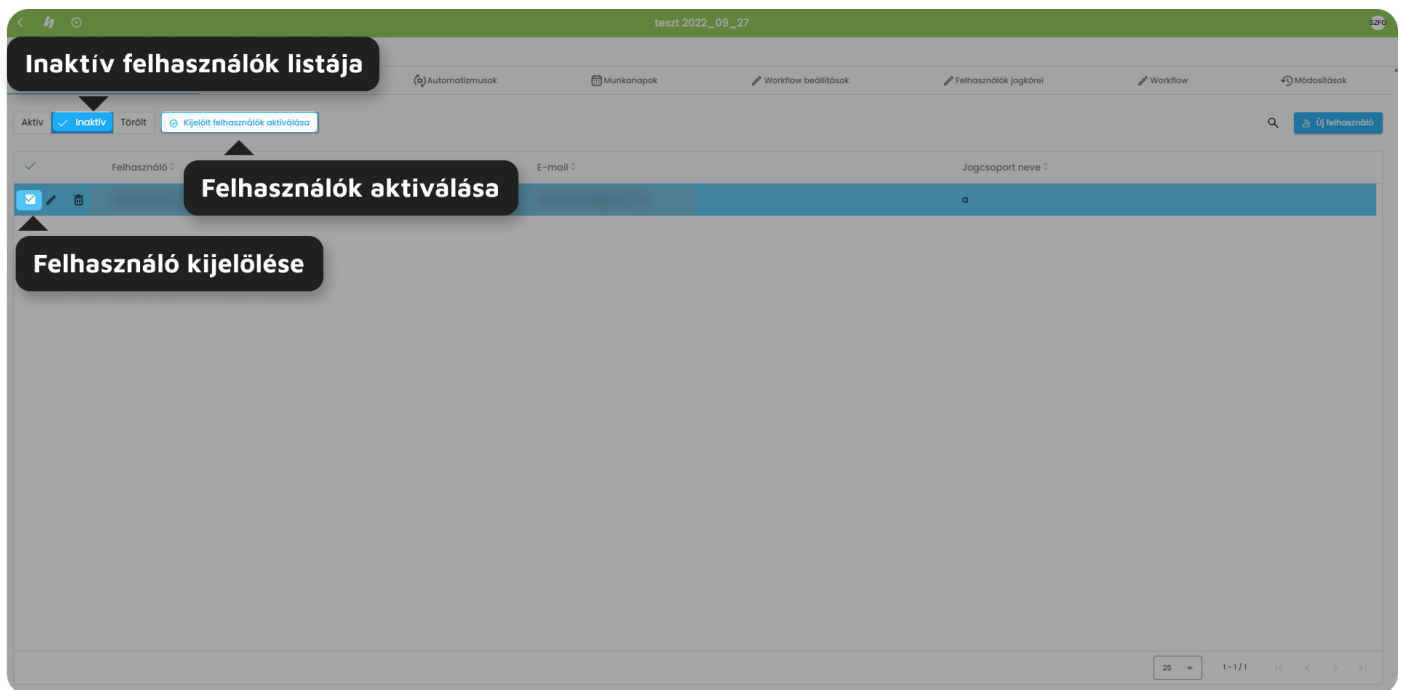 teszt 2022_09_27
SZFG
Inaktív felhasználók listája
Automatizmusok
Munkanapok
Workflow beállítások
Felhasználók jogkörei
Workflow
Módosítások
Aktív
Inaktív
Törölt
Kijelölt felhasználók aktiválása
Új felhasználó
Felhasználó
E-mail
Jogcsoport neve
Felhasználók aktiválása
a
Felhasználó kijelölése
25
1-1/1